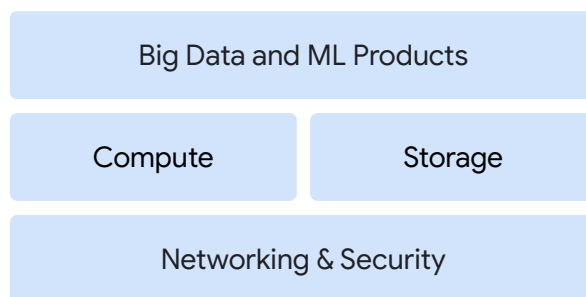 Big Data and ML Products
Compute
Storage
Networking & Security